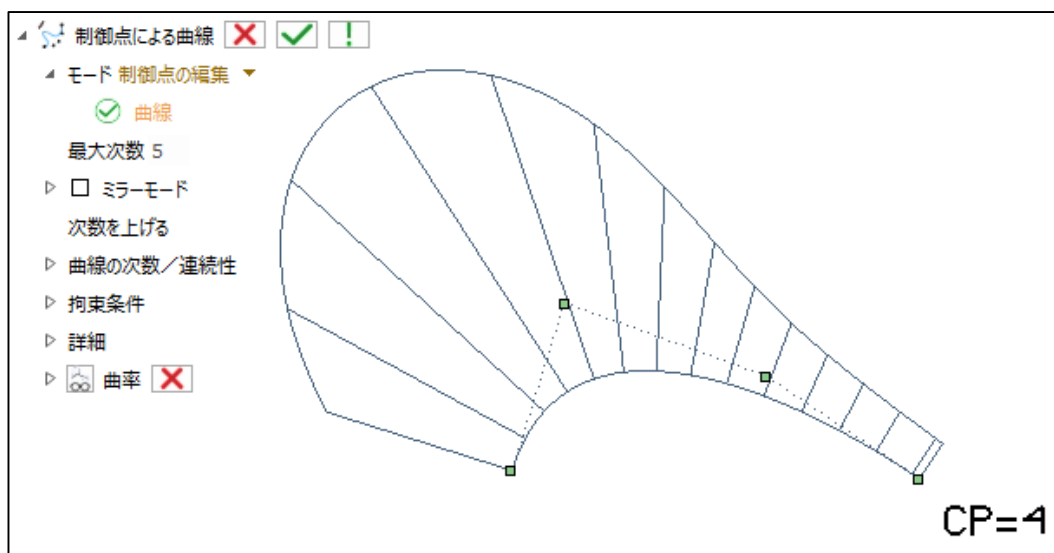 制御点による曲線
モード 制御点の編集
曲線
最大次数 5
ミラーモード
次数を上げる
曲線の次数／連続性
拘束条件
詳細
曲率
CP=4